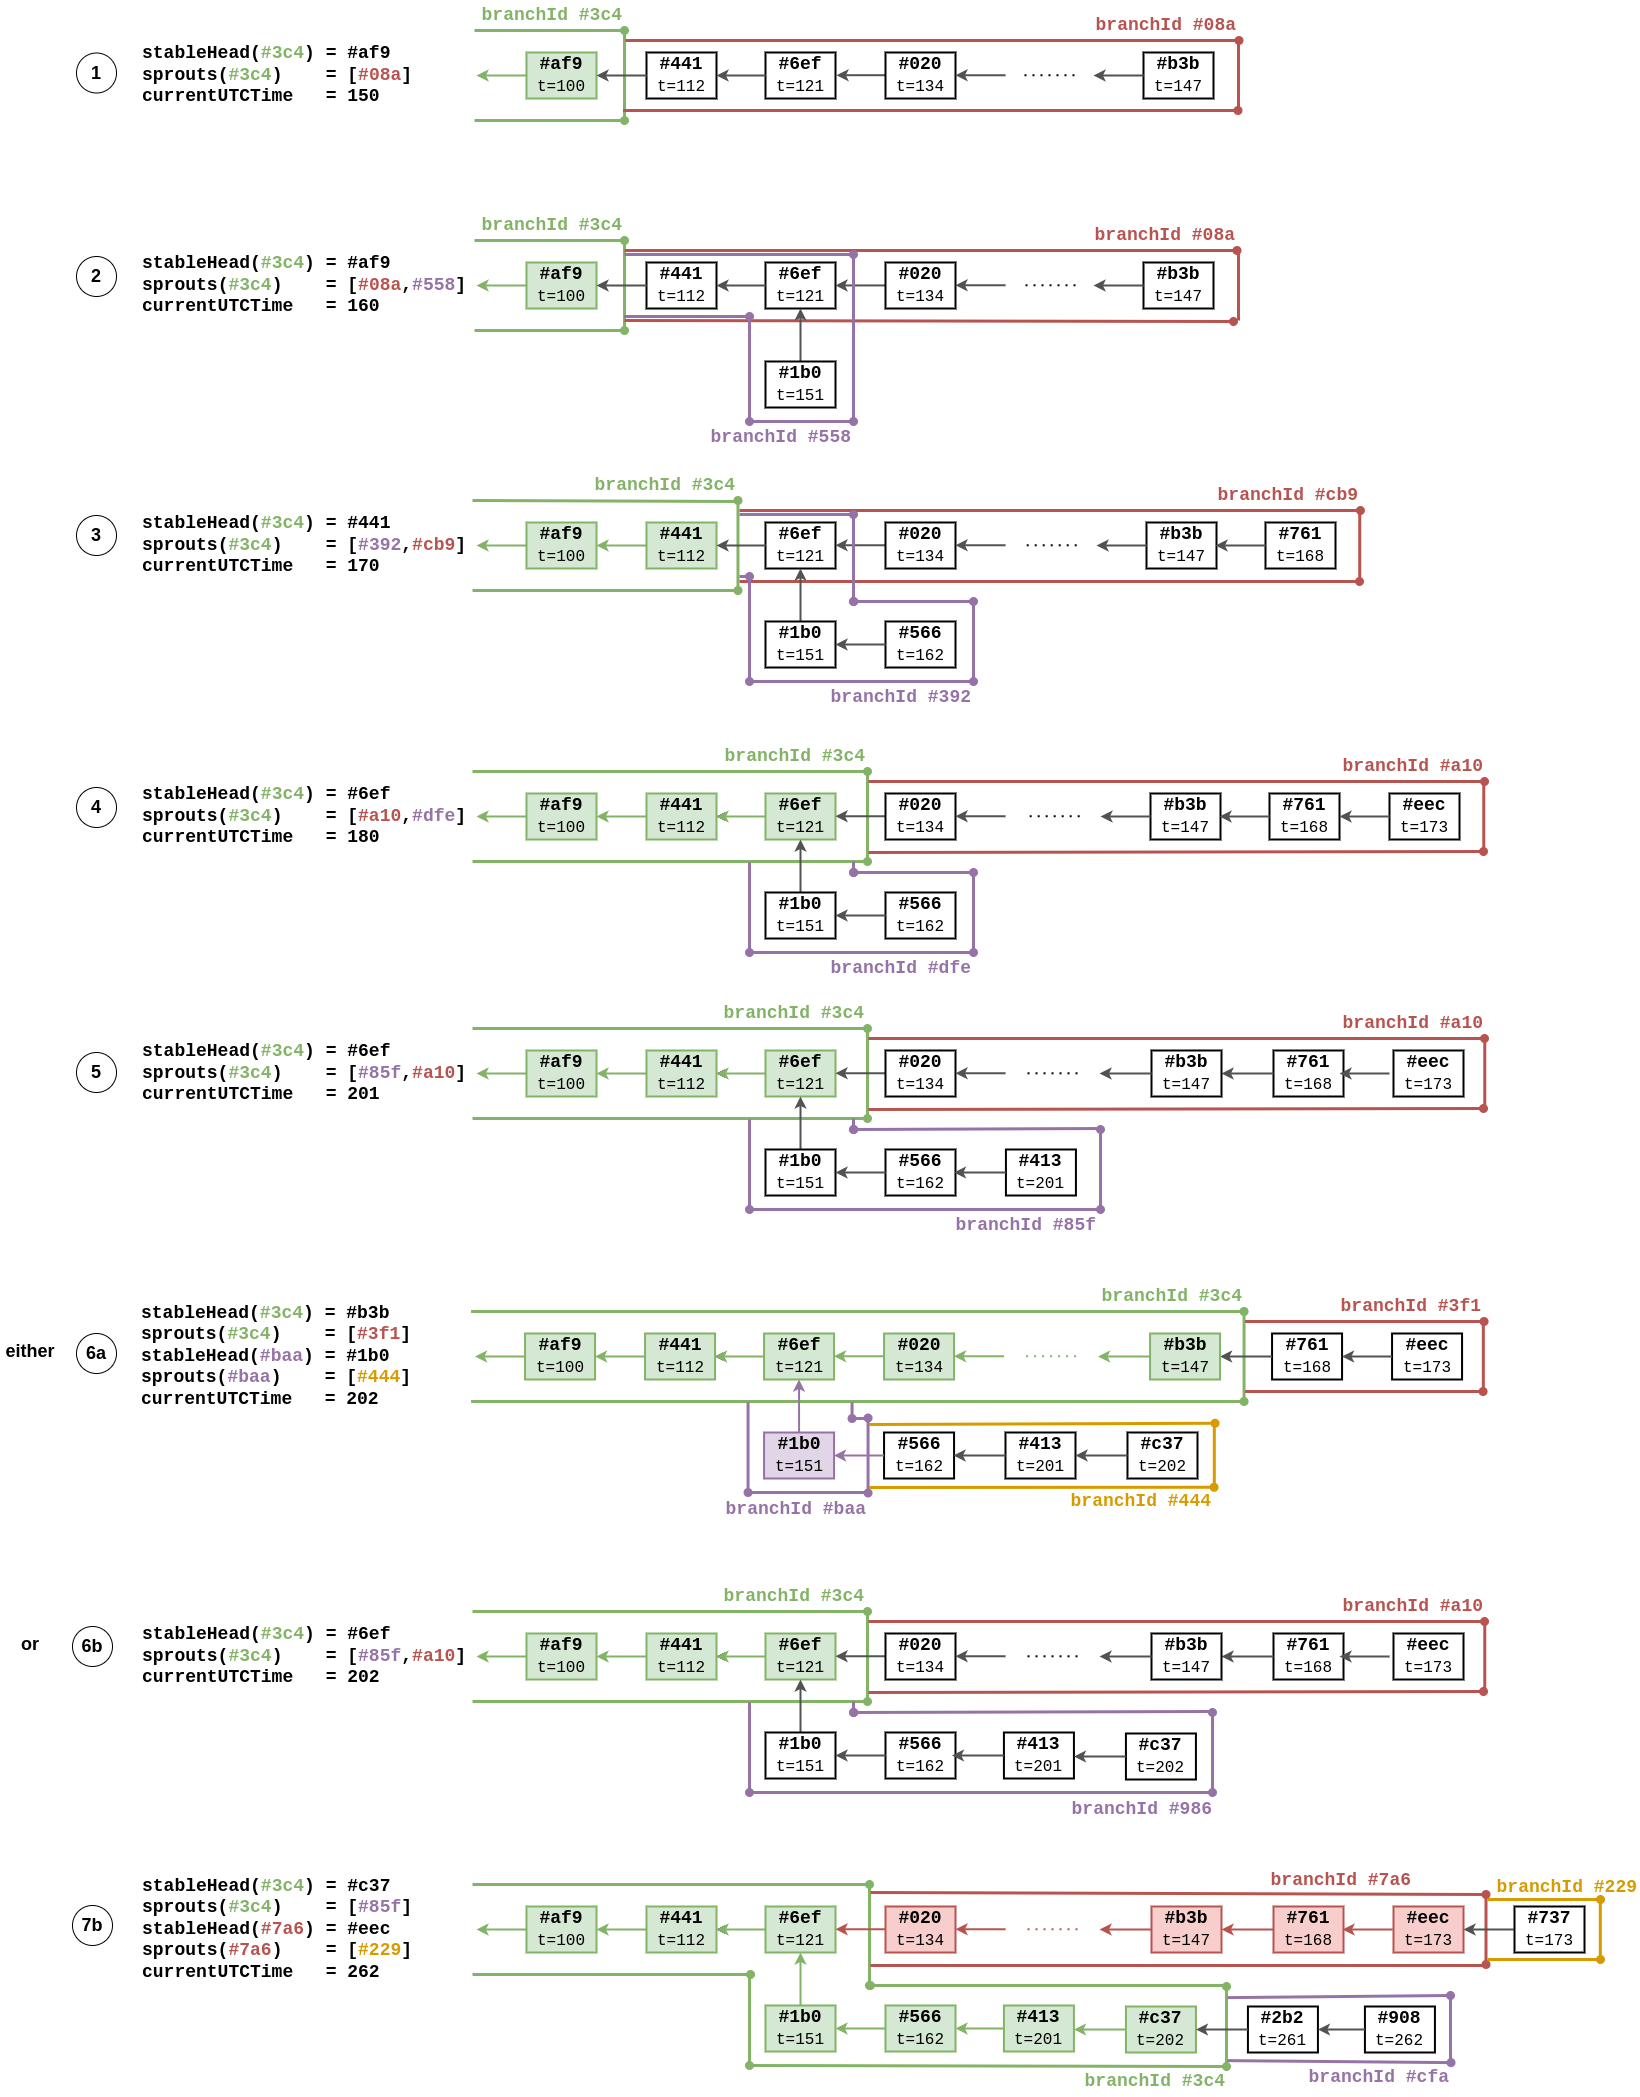 branchId #3c4
branchId #08a
1
stableHead(#3c4) = #af9
sprouts(#3c4) = [#08a]
currentUTCTime = 150
#af9 #441 #6ef #020 ....... #b3b
t=100 t=112 t=121 t=134 t=147
branchId #3c4
branchId #08a
2
stableHead(#3c4) = #af9
sprouts(#3c4) = [#08a,#558]
currentUTCTime = 160
#af9 #441 #6ef #020 ....... #b3b
t=100 t=112 t=121 t=134 t=147
#1b0
t=151
branchId #558
branchId #3c4
branchId #cb9
3
stableHead(#3c4) = #441
sprouts(#3c4) = [#392,#cb9]
currentUTCTime = 170
#af9 #441 #6ef #020 ....... #b3b #761
t=100 t=112 t=121 t=134 t=147 t=168
#1b0 #566
t=151 t=162
branchId #392
branchId #3c4
branchId #a10
4
stableHead(#3c4) = #6ef
sprouts(#3c4) = [#a10,#dfe]
currentUTCTime = 180
#af9 #441 #6ef #020 ....... #b3b #761 #eec
t=100 t=112 t=121 t=134 t=147 t=168 t=173
#1b0 #566
t=151 t=162
branchId #dfe
branchId #3c4
branchId #a10
5
stableHead(#3c4) = #6ef
sprouts(#3c4) = [#85f,#a10]
currentUTCTime = 201
#af9 #441 #6ef #020 ....... #b3b #761 #eec
t=100 t=112 t=121 t=134 t=147 t=168 t=173
#1b0 #566 #413
t=151 t=162 t=201
branchId #85f
branchId #3c4
branchId #3f1
either
6a
stableHead(#3c4) = #b3b
sprouts(#3c4) = [#3f1]
stableHead(#baa) = #1b0
sprouts(#baa) = [#444]
currentUTCTime = 202
#af9 #441 #6ef #020 ....... #b3b #761 #eec
t=100 t=112 t=121 t=134 t=147 t=168 t=173
#1b0 #566 #413 #c37
t=151 t=162 t=201 t=202
branchId #baa
branchId #444
branchId #3c4
branchId #a10
or
6b
stableHead(#3c4) = #6ef
sprouts(#3c4) = [#85f,#a10]
currentUTCTime = 202
#af9 #441 #6ef #020 ....... #b3b #761 #eec
t=100 t=112 t=121 t=134 t=147 t=168 t=173
#1b0 #566 #413 #c37
t=151 t=162 t=201 t=202
branchId #986
branchId #7a6
branchId #229
7b
stableHead(#3c4) = #c37
sprouts(#3c4) = [#85f]
stableHead(#7a6) = #eec
sprouts(#7a6) = [#229]
currentUTCTime = 262
#af9 #441 #6ef #020 ....... #b3b #761 #eec #737
t=100 t=112 t=121 t=134 t=147 t=168 t=173 t=173
#1b0 #566 #413 #c37 #2b2 #908
t=151 t=162 t=201 t=202 t=261 t=262
branchId #3c4
branchId #cfa